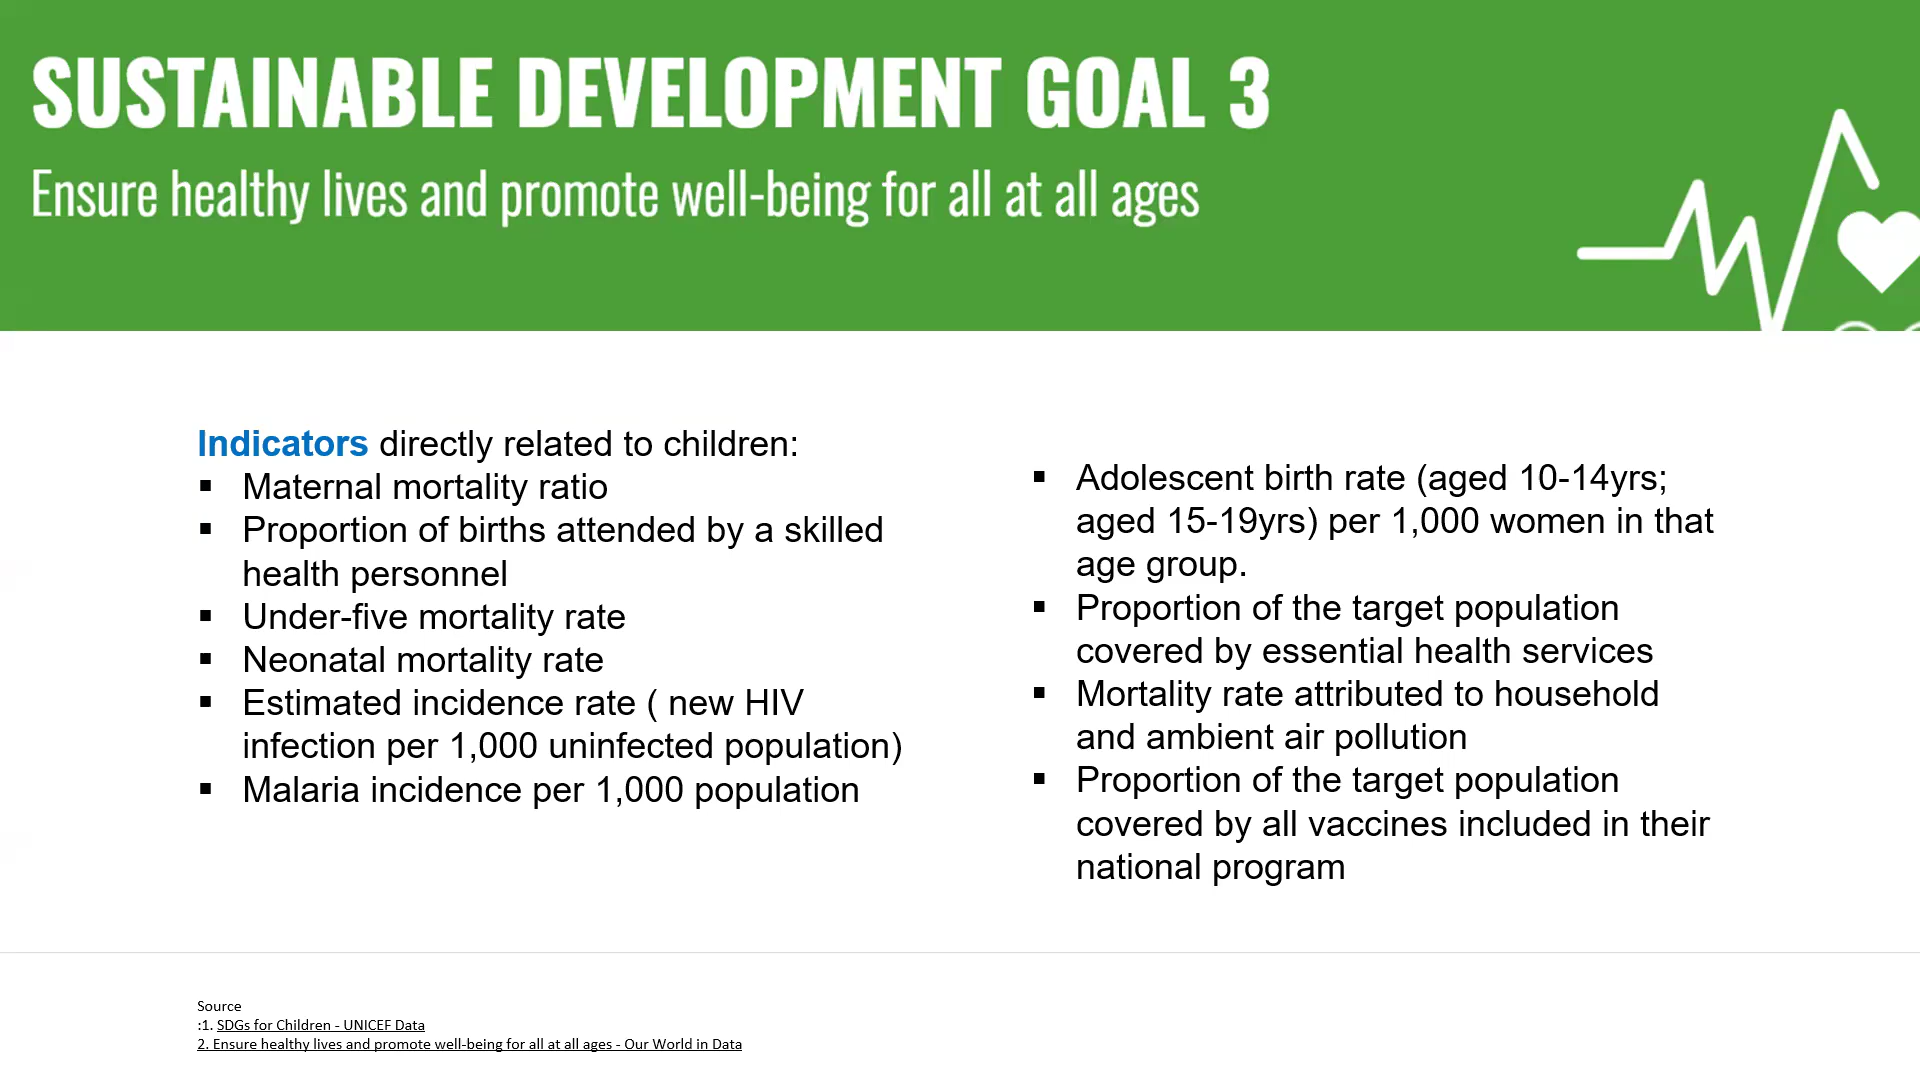 SUSTAINABLE DEVELOPMENT GOAL 3
Ensure healthy lives and promote well-being for all at all ages
Indicators directly related to children:
▪ Maternal mortality ratio
▪ Proportion of births attended by a skilled
health personnel
▪ Under-five mortality rate
▪ Neonatal mortality rate
▪ Estimated incidence rate ( new HIV
infection per 1,000 uninfected population)
▪ Malaria incidence per 1,000 population
▪ Adolescent birth rate (aged 10-14yrs;
aged 15-19yrs) per 1,000 women in that
age group.
▪ Proportion of the target population
covered by essential health services
▪ Mortality rate attributed to household
and ambient air pollution
▪ Proportion of the target population
covered by all vaccines included in their
national program
Source
:1. SDGs for Children - UNICEF Data
2. Ensure healthy lives and promote well-being for all at all ages - Our World in Data